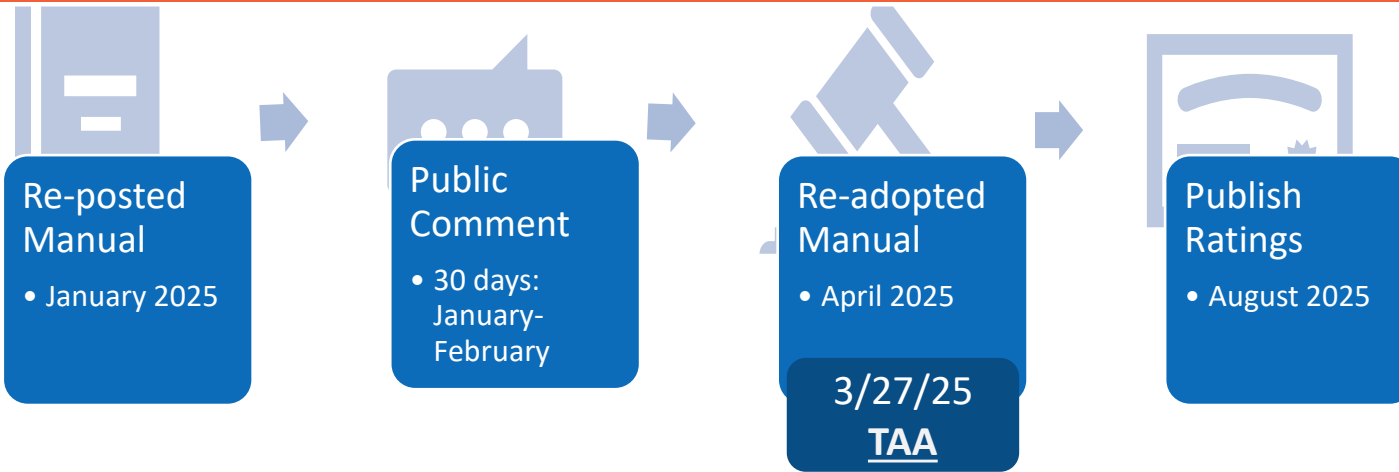 Re-posted
Manual
• January 2025
Public
Comment
• 30 days:
January-
February
Re-adopted
Manual
• April 2025
3/27/25
TAA
Publish
Ratings
• August 2025